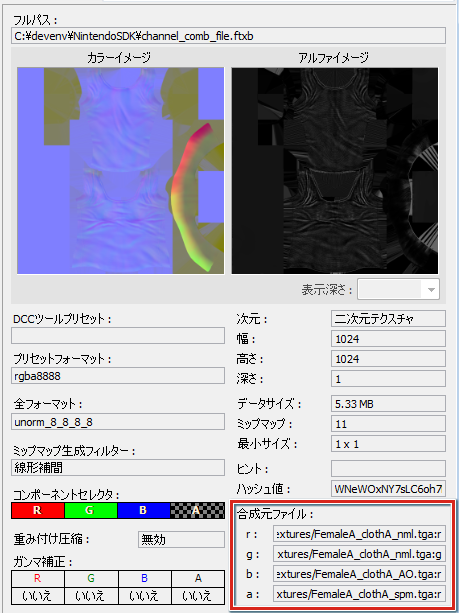 フルパス :
C:¥devenv¥NintendoSDK¥channel_comb_file.ftxb
カラーイメージ
アルファイメージ
表示深さ :
DCCツールプリセット :
プリセットフォーマット :
rgba8888
全フォーマット :
unorm_8_8_8_8
ミップマップ生成フィルター :
線形補間
コンポーネントセレクタ :
R G B A
重み付け圧縮 : 無効
ガンマ補正 :
R G B A
いいえ いいえ いいえ いいえ
次元 : 二次元テクスチャ
幅 : 1024
高さ : 1024
深さ : 1
データサイズ : 5.33 MB
ミップマップ : 11
最小サイズ : 1 x 1
ヒント :
ハッシュ値 : WNeWOxNY7sLC6oh7
合成元ファイル :
r : extures/FemaleA_clothA_nml.tga:r
g : xtures/FemaleA_clothA_nml.tga:g
b : extures/FemaleA_clothA_AO.tga:r
a : xtures/FemaleA_clothA_spm.tga:r